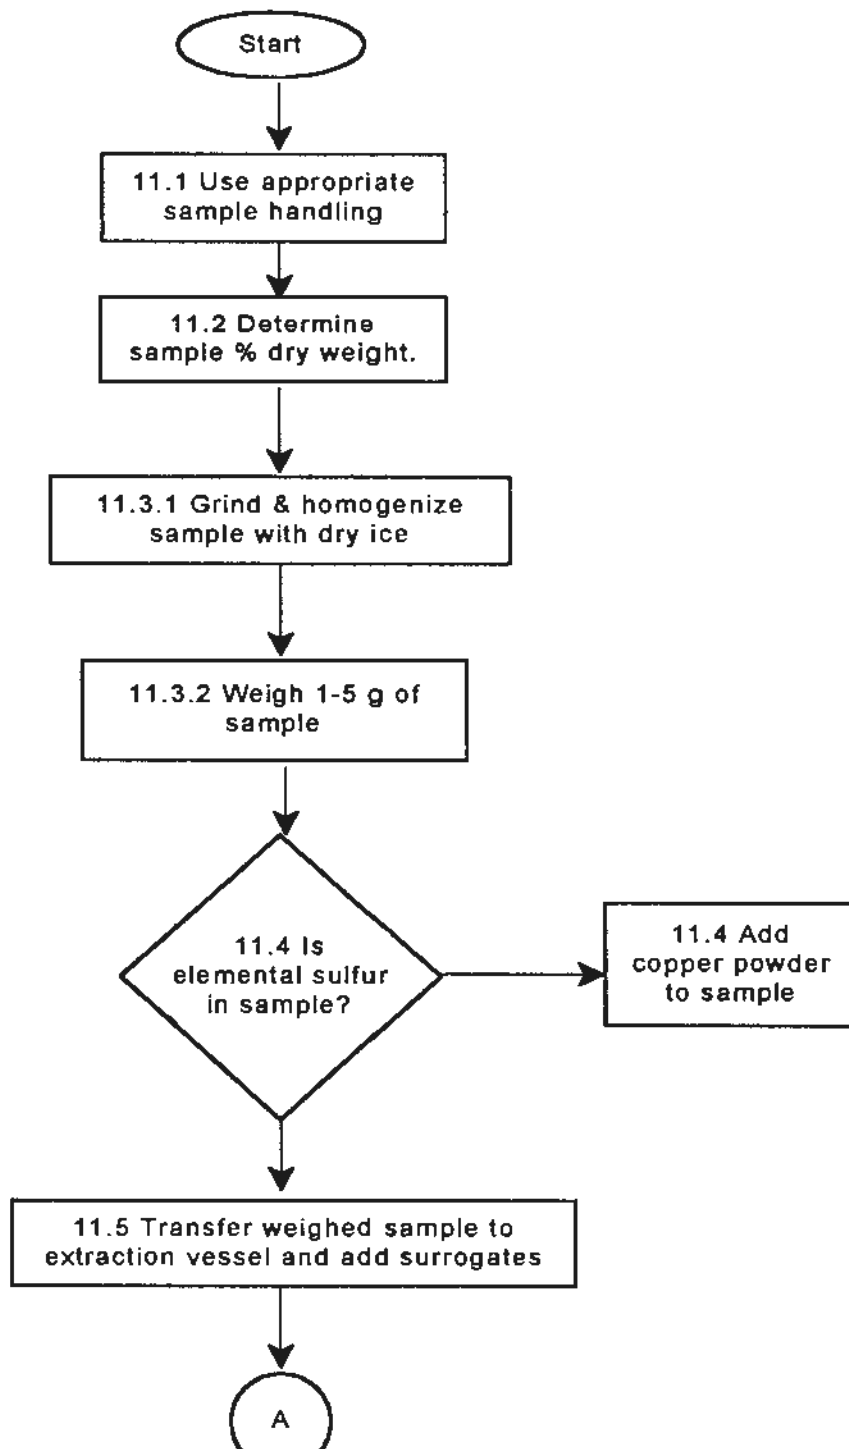 Start
11.1 Use appropriate
sample handling
11.2 Determine
sample % dry weight.
11.3.1 Grind & homogenize
sample with dry ice
11.3.2 Weigh 1-5 g of
sample
11.4 Is
elemental sulfur
in sample?
11.4 Add
copper powder
to sample
11.5 Transfer weighed sample to
extraction vessel and add surrogates
A